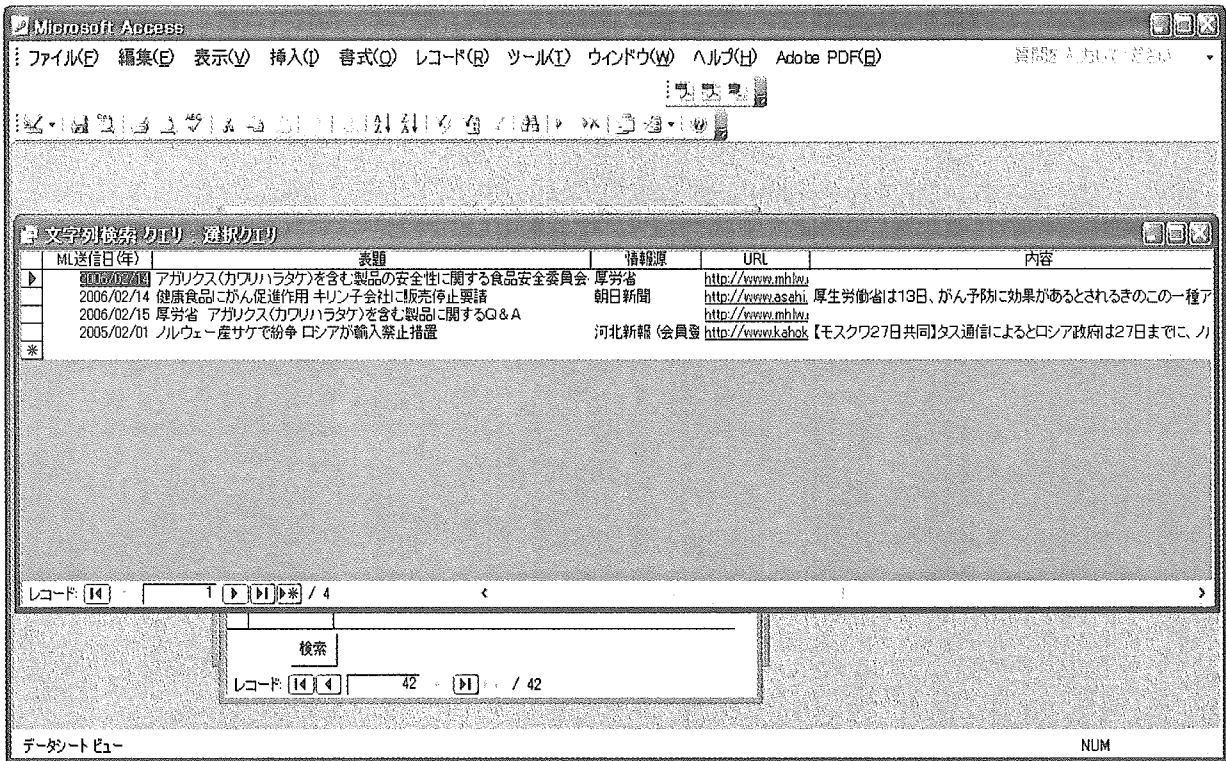 Microsoft Access
ファイル(F) 編集(E) 表示(V) 挿入(I) 書式(O) レコード(R) ツール(T) ウィンドウ(W) ヘルプ(H) Adobe PDF(B) 質問を入力してください
文字列検索 クエリ : 選択クエリ
ML送信日(年) 表題 情報源 URL 内容
2006/02/14 アガリクス(カワリハラタケ)を含む製品の安全性に関する食品安全委員会・ 厚労省 http://www.mhlw.
2006/02/14 健康食品にがん促進作用 キリン子会社に販売停止要請 朝日新聞 http://www.asahi. 厚生労働省は13日、がん予防に効果があるとされるきのこの一種ア
2006/02/15 厚労省 アガリクス(カワリハラタケ)を含む製品に関するQ&A http://www.mhlw.
2005/02/01 ノルウェー産サケで紛争 ロシアが輸入禁止措置 河北新報 (会員登 http://www.kahok 【モスクワ27日共同】タス通信によるとロシア政府は27日までに、ノル
レコード: 1 / 4
検索
レコード: 42 / 42
データシート ビュー NUM